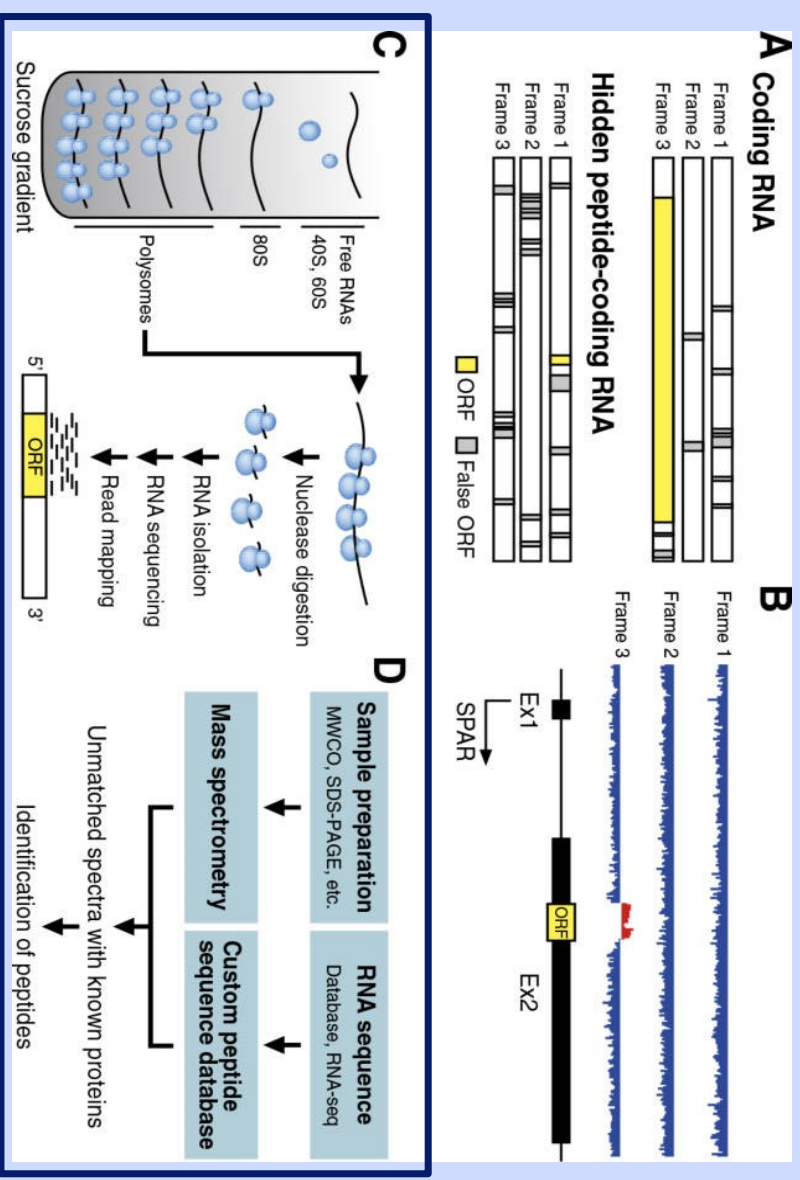 A
Coding RNA
Frame 1
Frame 2
Frame 3
Hidden peptide-coding RNA
Frame 1
Frame 2
Frame 3
ORF
False ORF
B
Frame 1
Frame 2
Frame 3
ORF
Ex1
Ex2
SPAR
C
Free RNAs
40S, 60S
80S
Polysomes
Sucrose gradient
Nuclease digestion
RNA isolation
RNA sequencing
Read mapping
5'
ORF
3'
D
Sample preparation
MWCO, SDS-PAGE, etc.
RNA sequence
Database, RNA-seq
Mass spectrometry
Custom peptide
sequence database
Unmatched spectra with known proteins
Identification of peptides